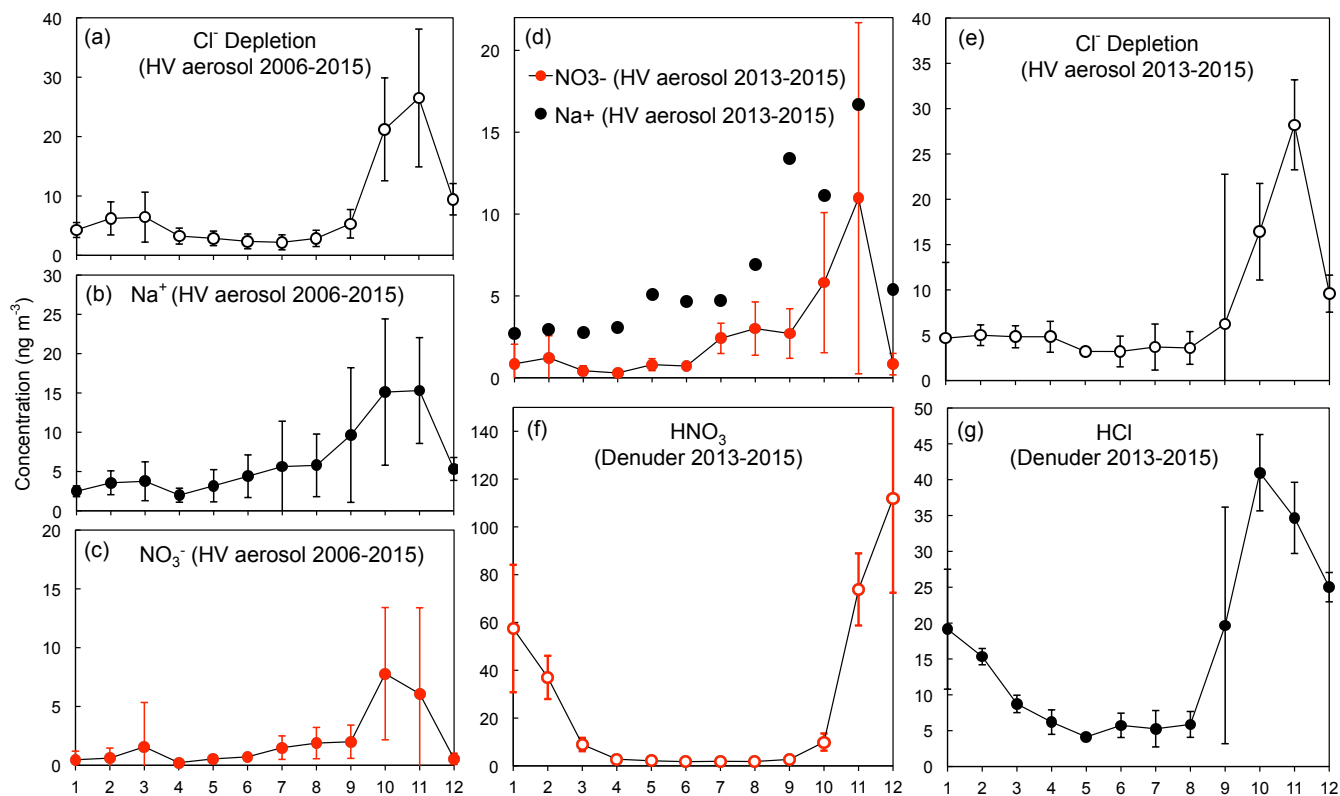 Concentration (ng m⁻³)
(a)
Cl⁻ Depletion
(HV aerosol 2006-2015)
40
30
20
10
0
(b)
Na⁺ (HV aerosol 2006-2015)
30
25
20
15
10
5
0
(c)
NO₃⁻ (HV aerosol 2006-2015)
20
15
10
5
0
1 2 3 4 5 6 7 8 9 10 11 12
(d)
NO3- (HV aerosol 2013-2015)
Na+ (HV aerosol 2013-2015)
20
15
10
5
0
(f)
HNO₃
(Denuder 2013-2015)
140
120
100
80
60
40
20
0
1 2 3 4 5 6 7 8 9 10 11 12
(e)
Cl⁻ Depletion
(HV aerosol 2013-2015)
40
35
30
25
20
15
10
5
0
(g)
HCl
(Denuder 2013-2015)
50
45
40
35
30
25
20
15
10
5
0
1 2 3 4 5 6 7 8 9 10 11 12